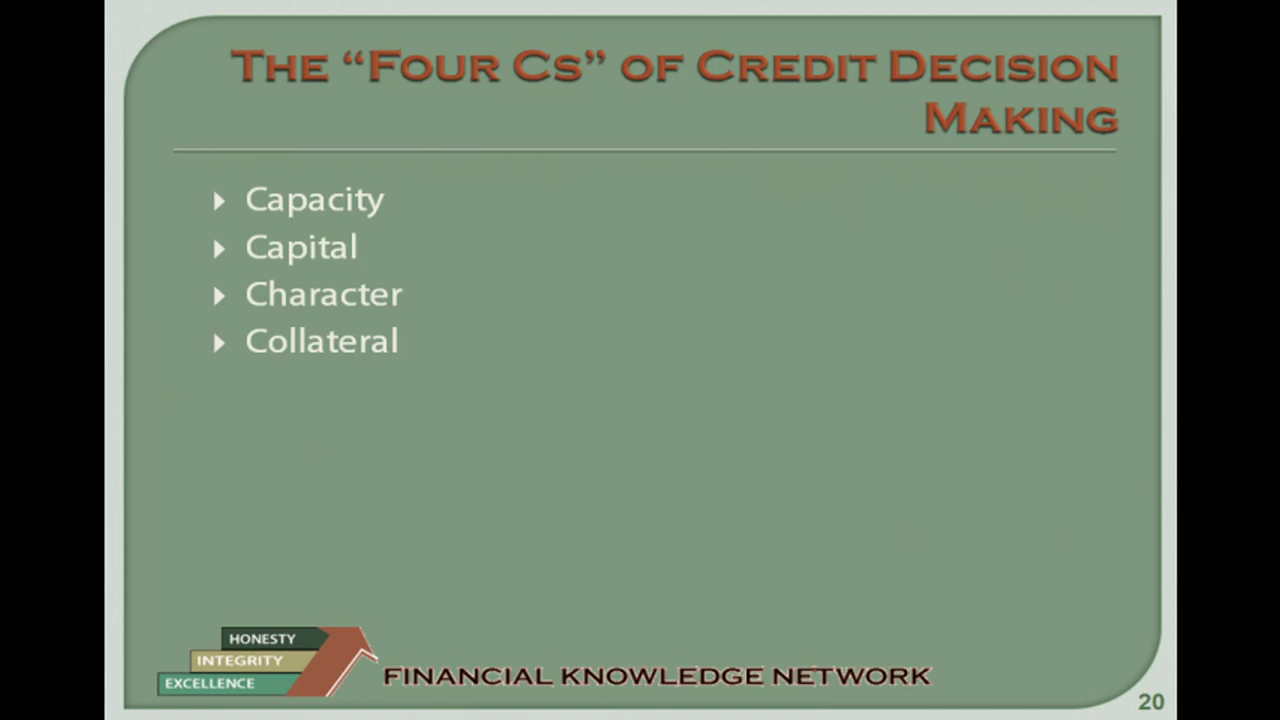 THE “FOUR CS” OF CREDIT DECISION
MAKING
Capacity
Capital
Character
Collateral
HONESTY
INTEGRITY
EXCELLENCE
FINANCIAL KNOWLEDGE NETWORK
20